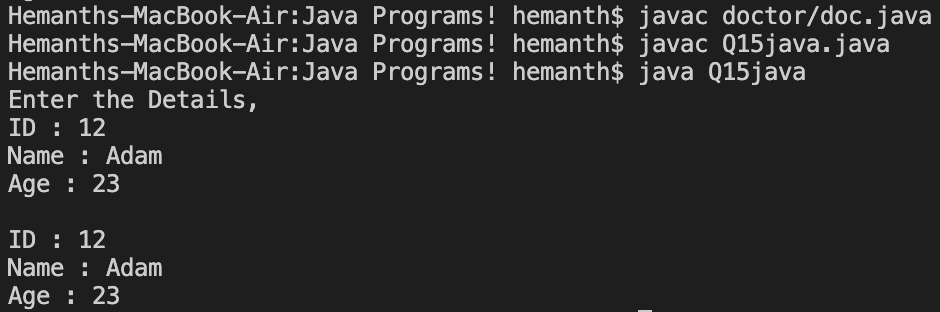 Hemanths-MacBook-Air:Java Programs! hemanth$ javac doctor/doc.java
Hemanths-MacBook-Air:Java Programs! hemanth$ javac Q15java.java
Hemanths-MacBook-Air:Java Programs! hemanth$ java Q15java
Enter the Details,
ID : 12
Name : Adam
Age : 23

ID : 12
Name : Adam
Age : 23